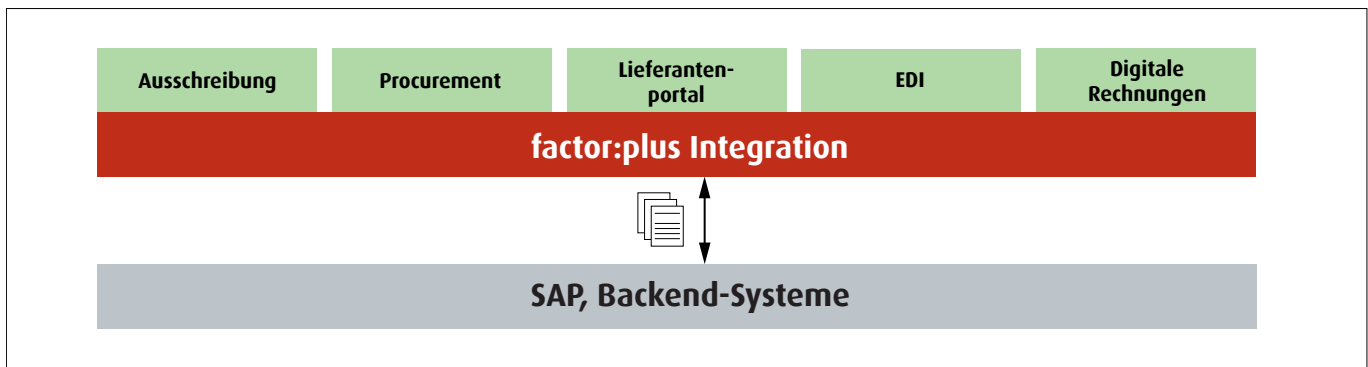 Ausschreibung
Procurement
Lieferanten-
portal
EDI
Digitale
Rechnungen
factor:plus Integration
SAP, Backend-Systeme